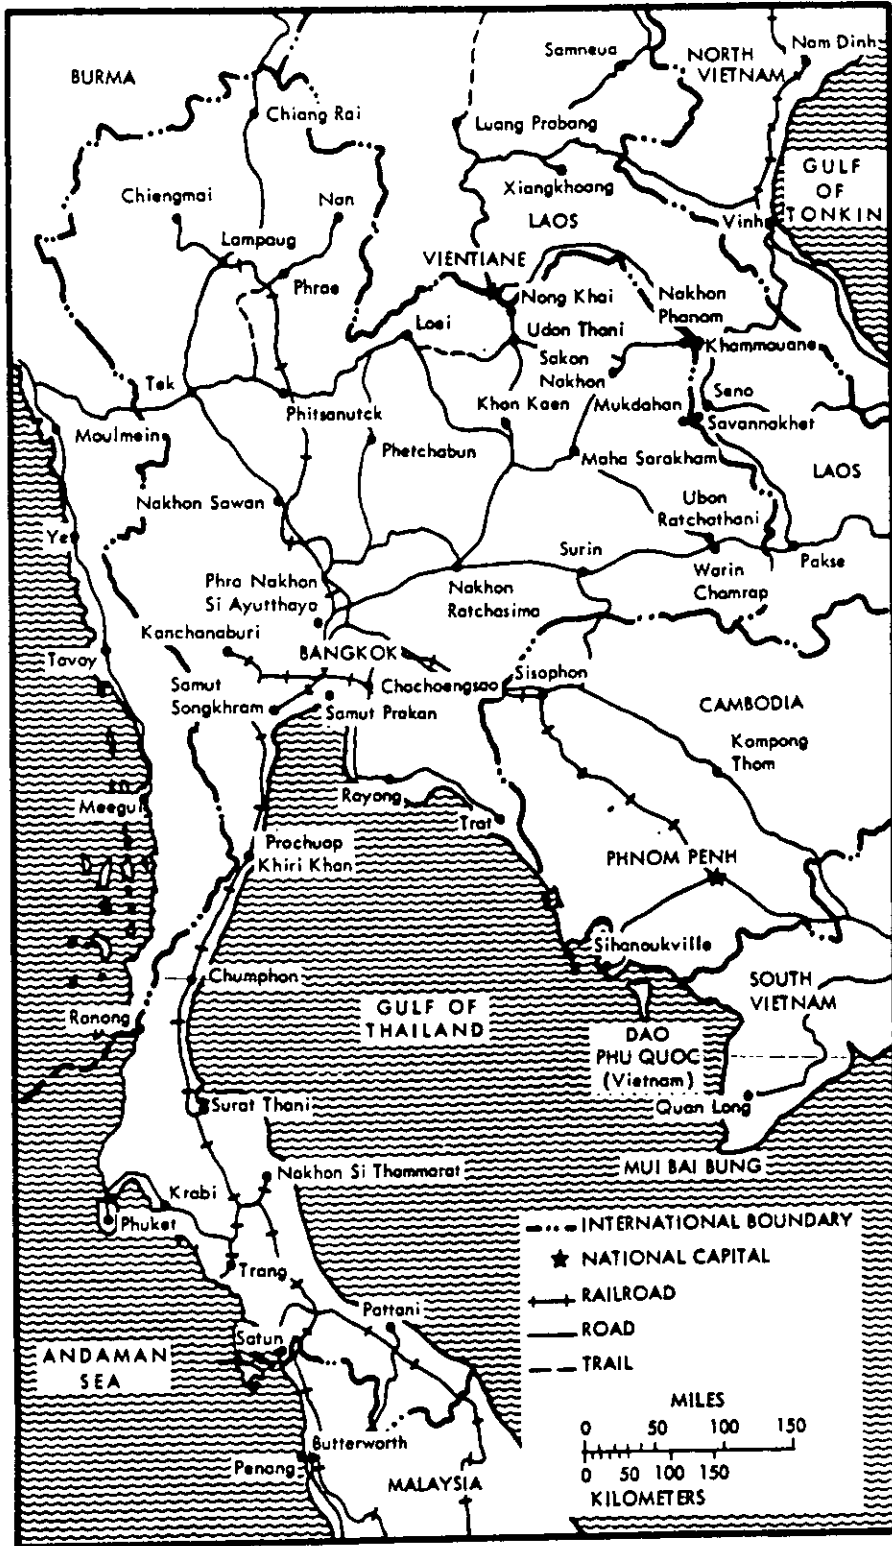 BURMA
Samneua
NORTH
VIETNAM
Nam Dinh
Chiang Rai
Luang Prabang
GULF
OF
TONKIN
Xiangkhoang
Chiengmai
Nan
LAOS
Vinh
Lampaug
VIENTIANE
Phrae
Nong Khai
Nakhon
Phanom
Loei
Udon Thani
Khammouane
Sakon
Nakhon
Tek
Phitsanutck
Khon Kaen
Mukdahan
Seno
Savannakhet
Moulmein
Phetchabun
Maha Sarakham
LAOS
Nakhon Sawan
Ubon
Ratchathani
Ye
Surin
Warin
Chamrap
Pakse
Phra Nakhon
Si Ayutthaya
Nakhon
Ratchasima
Kanchanaburi
BANGKOK
Tavoy
Samut
Songkhram
Chachoengsao
Sisophon
Samut Prakan
CAMBODIA
Kompong
Thom
Meegui
Rayong
Trat
Prachuap
Khiri Khan
PHNOM PENH
Sihanoukville
Chumphon
SOUTH
VIETNAM
GULF OF
THAILAND
Ranong
DAO
PHU QUOC
(Vietnam)
Surat Thani
Quan Long
MUI BAI BUNG
Nakhon Si Thammarat
Krabi
Phuket
INTERNATIONAL BOUNDARY
NATIONAL CAPITAL
Trang
RAILROAD
Pattani
ROAD
Satun
TRAIL
ANDAMAN
SEA
MILES
0 50 100 150
Butterworth
Penang
MALAYSIA
0 50 100 150
KILOMETERS